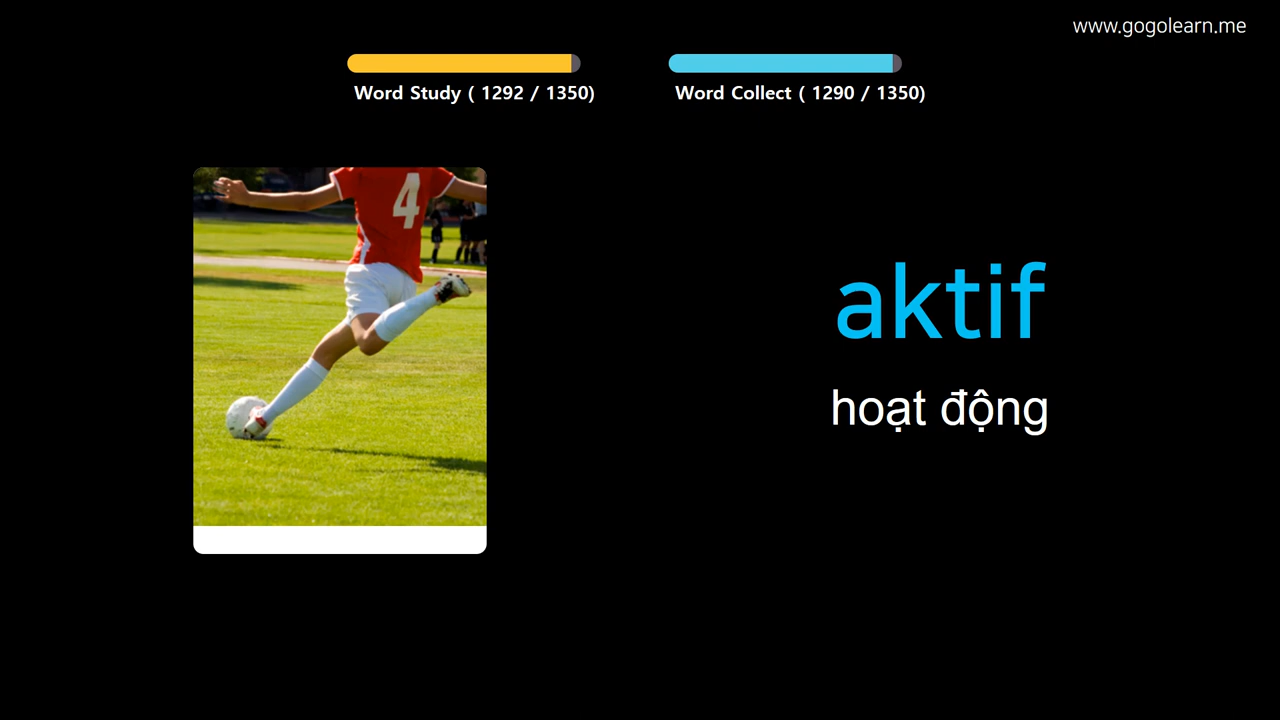 www.gogolearn.me
Word Study ( 1292 / 1350)
Word Collect ( 1290 / 1350)
4
aktif
hoạt động